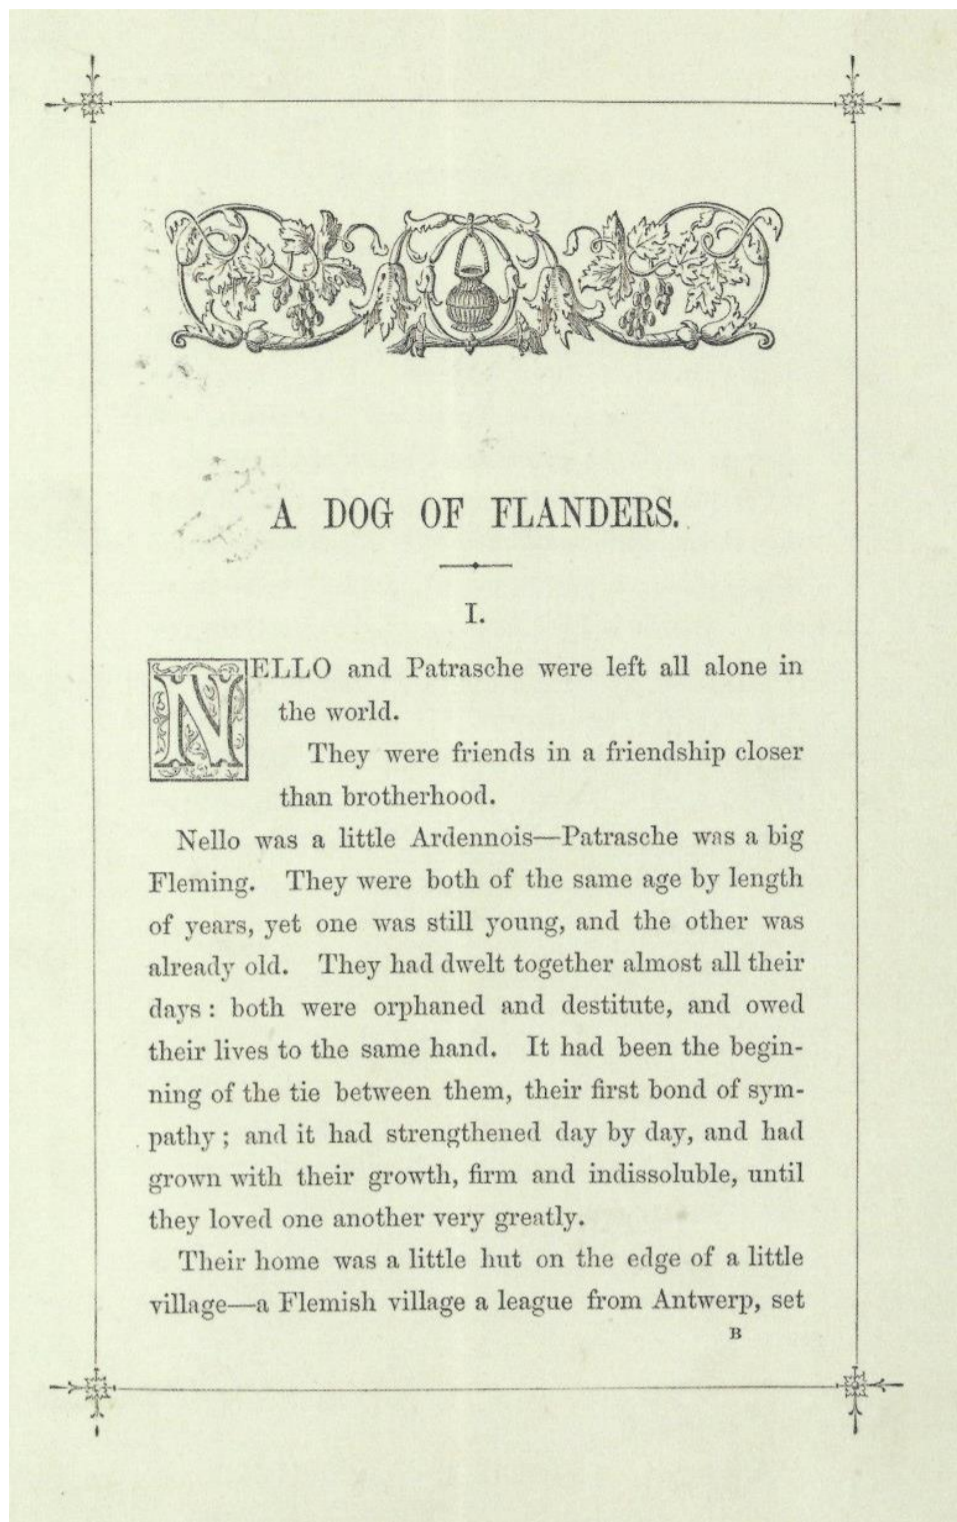 A DOG OF FLANDERS.
I.
NELLO and Patrasche were left all alone in
the world.
They were friends in a friendship closer
than brotherhood.
Nello was a little Ardennois—Patrasche was a big
Fleming. They were both of the same age by length
of years, yet one was still young, and the other was
already old. They had dwelt together almost all their
days : both were orphaned and destitute, and owed
their lives to the same hand. It had been the begin-
ning of the tie between them, their first bond of sym-
pathy ; and it had strengthened day by day, and had
grown with their growth, firm and indissoluble, until
they loved one another very greatly.
Their home was a little hut on the edge of a little
village—a Flemish village a league from Antwerp, set
B